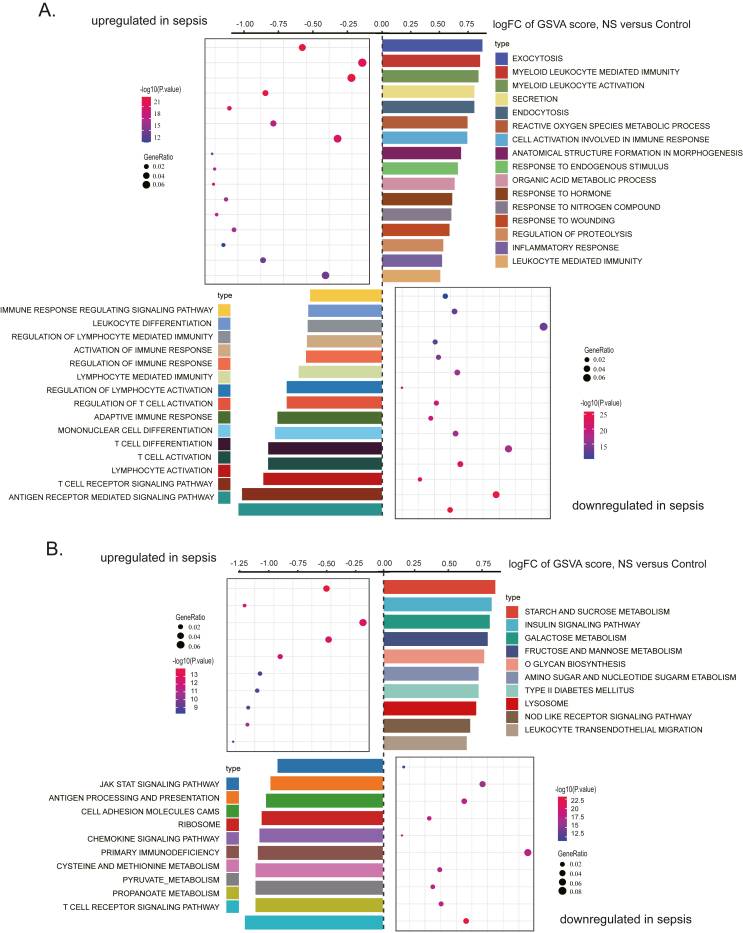 A.
upregulated in sepsis
logFC of GSVA score, NS versus Control
-1.00 -0.75 -0.50 -0.25 0.00 0.25 0.50 0.75
type
EXOCYTOSIS
MYELOID LEUKOCYTE MEDIATED IMMUNITY
MYELOID LEUKOCYTE ACTIVATION
SECRETION
ENDOCYTOSIS
REACTIVE OXYGEN SPECIES METABOLIC PROCESS
CELL ACTIVATION INVOLVED IN IMMUNE RESPONSE
ANATOMICAL STRUCTURE FORMATION IN MORPHOGENESIS
RESPONSE TO ENDOGENOUS STIMULUS
ORGANIC ACID METABOLIC PROCESS
RESPONSE TO HORMONE
RESPONSE TO NITROGEN COMPOUND
RESPONSE TO WOUNDING
REGULATION OF PROTEOLYSIS
INFLAMMATORY RESPONSE
LEUKOCYTE MEDIATED IMMUNITY
-log10(P.value)
21
18
15
12
GeneRatio
0.02
0.04
0.06
type
IMMUNE RESPONSE REGULATING SIGNALING PATHWAY
LEUKOCYTE DIFFERENTIATION
REGULATION OF LYMPHOCYTE MEDIATED IMMUNITY
ACTIVATION OF IMMUNE RESPONSE
REGULATION OF IMMUNE RESPONSE
LYMPHOCYTE MEDIATED IMMUNITY
REGULATION OF LYMPHOCYTE ACTIVATION
REGULATION OF T CELL ACTIVATION
ADAPTIVE IMMUNE RESPONSE
MONONUCLEAR CELL DIFFERENTIATION
T CELL DIFFERENTIATION
T CELL ACTIVATION
LYMPHOCYTE ACTIVATION
T CELL RECEPTOR SIGNALING PATHWAY
ANTIGEN RECEPTOR MEDIATED SIGNALING PATHWAY
GeneRatio
0.02
0.04
0.06
-log10(P.value)
25
20
15
downregulated in sepsis
B.
upregulated in sepsis
logFC of GSVA score, NS versus Control
-1.25 -1.00 -0.75 -0.50 -0.25 0.00 0.25 0.50 0.75
type
STARCH AND SUCROSE METABOLISM
INSULIN SIGNALING PATHWAY
GALACTOSE METABOLISM
FRUCTOSE AND MANNOSE METABOLISM
O GLYCAN BIOSYNTHESIS
AMINO SUGAR AND NUCLEOTIDE SUGARM ETABOLISM
TYPE II DIABETES MELLITUS
LYSOSOME
NOD LIKE RECEPTOR SIGNALING PATHWAY
LEUKOCYTE TRANSENDOTHELIAL MIGRATION
GeneRatio
0.02
0.04
0.06
-log10(P.value)
13
12
11
10
9
type
JAK STAT SIGNALING PATHWAY
ANTIGEN PROCESSING AND PRESENTATION
CELL ADHESION MOLECULES CAMS
RIBOSOME
CHEMOKINE SIGNALING PATHWAY
PRIMARY IMMUNODEFICIENCY
CYSTEINE AND METHIONINE METABOLISM
PYRUVATE_METABOLISM
PROPANOATE METABOLISM
T CELL RECEPTOR SIGNALING PATHWAY
-log10(P.value)
22.5
20.0
17.5
15.0
12.5
GeneRatio
0.02
0.04
0.06
0.08
downregulated in sepsis